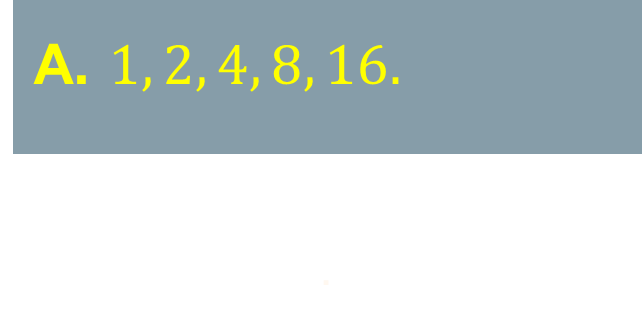 A. 1, 2, 4, 8, 16.